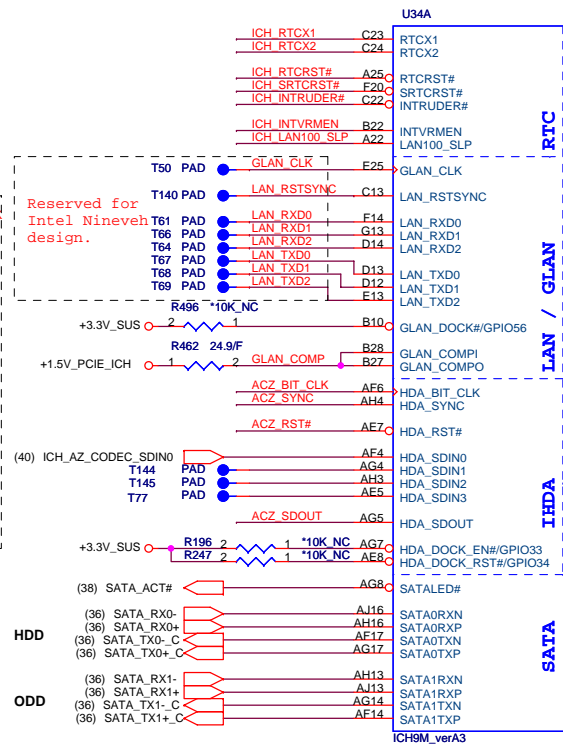 U34A
ICH_RTCX1 C23 RTCX1
ICH_RTCX2 C24 RTCX2
ICH_RTCRST# A25 RTCRST#
ICH_SRTCRST# F20 SRTCRST#
ICH_INTRUDER# C22 INTRUDER#
RTC
ICH_INTVRMEN B22 INTVRMEN
ICH_LAN100_SLP A22 LAN100_SLP
T50 PAD GLAN_CLK E25 GLAN_CLK
T140 PAD LAN_RSTSYNC C13 LAN_RSTSYNC
Reserved for
Intel Nineveh
design.
T61 PAD LAN_RXD0 F14 LAN_RXD0
T66 PAD LAN_RXD1 G13 LAN_RXD1
T64 PAD LAN_RXD2 D14 LAN_RXD2
T67 PAD LAN_TXD0 D13 LAN_TXD0
T68 PAD LAN_TXD1 D12 LAN_TXD1
T69 PAD LAN_TXD2 E13 LAN_TXD2
LAN / GLAN
R496 *10K_NC
+3.3V_SUS 2 1 B10 GLAN_DOCK#/GPIO56
R462 24.9/F
+1.5V_PCIE_ICH 1 2 GLAN_COMP B28 GLAN_COMPI
B27 GLAN_COMPO
ACZ_BIT_CLK AF6 HDA_BIT_CLK
ACZ_SYNC AH4 HDA_SYNC
ACZ_RST# AE7 HDA_RST#
(40) ICH_AZ_CODEC_SDIN0 AF4 HDA_SDIN0
T144 PAD AG4 HDA_SDIN1
T145 PAD AH3 HDA_SDIN2
T77 PAD AE5 HDA_SDIN3
IHDA
ACZ_SDOUT AG5 HDA_SDOUT
+3.3V_SUS R196 2 1 *10K_NC AG7 HDA_DOCK_EN#/GPIO33
R247 2 1 *10K_NC AE8 HDA_DOCK_RST#/GPIO34
(38) SATA_ACT# AG8 SATALED#
HDD
(36) SATA_RX0- AJ16 SATA0RXN
(36) SATA_RX0+ AH16 SATA0RXP
(36) SATA_TX0-_C AF17 SATA0TXN
(36) SATA_TX0+_C AG17 SATA0TXP
SATA
ODD
(36) SATA_RX1- AH13 SATA1RXN
(36) SATA_RX1+ AJ13 SATA1RXP
(36) SATA_TX1-_C AG14 SATA1TXN
(36) SATA_TX1+_C AF14 SATA1TXP
ICH9M_verA3